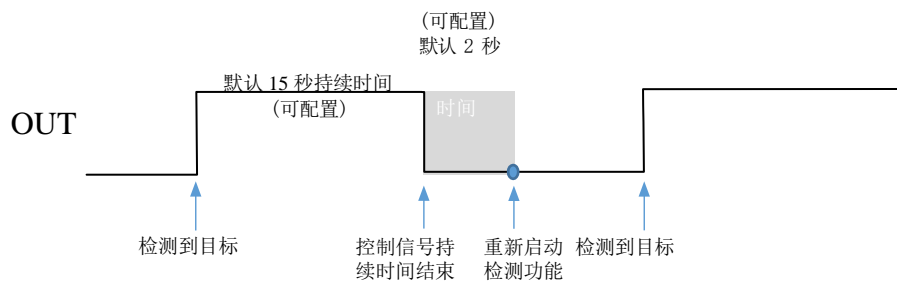 (可配置)
默认 2 秒
默认 15 秒持续时间
(可配置)
时间
OUT
检测到目标
控制信号持
续时间结束
重新启动
检测功能
检测到目标